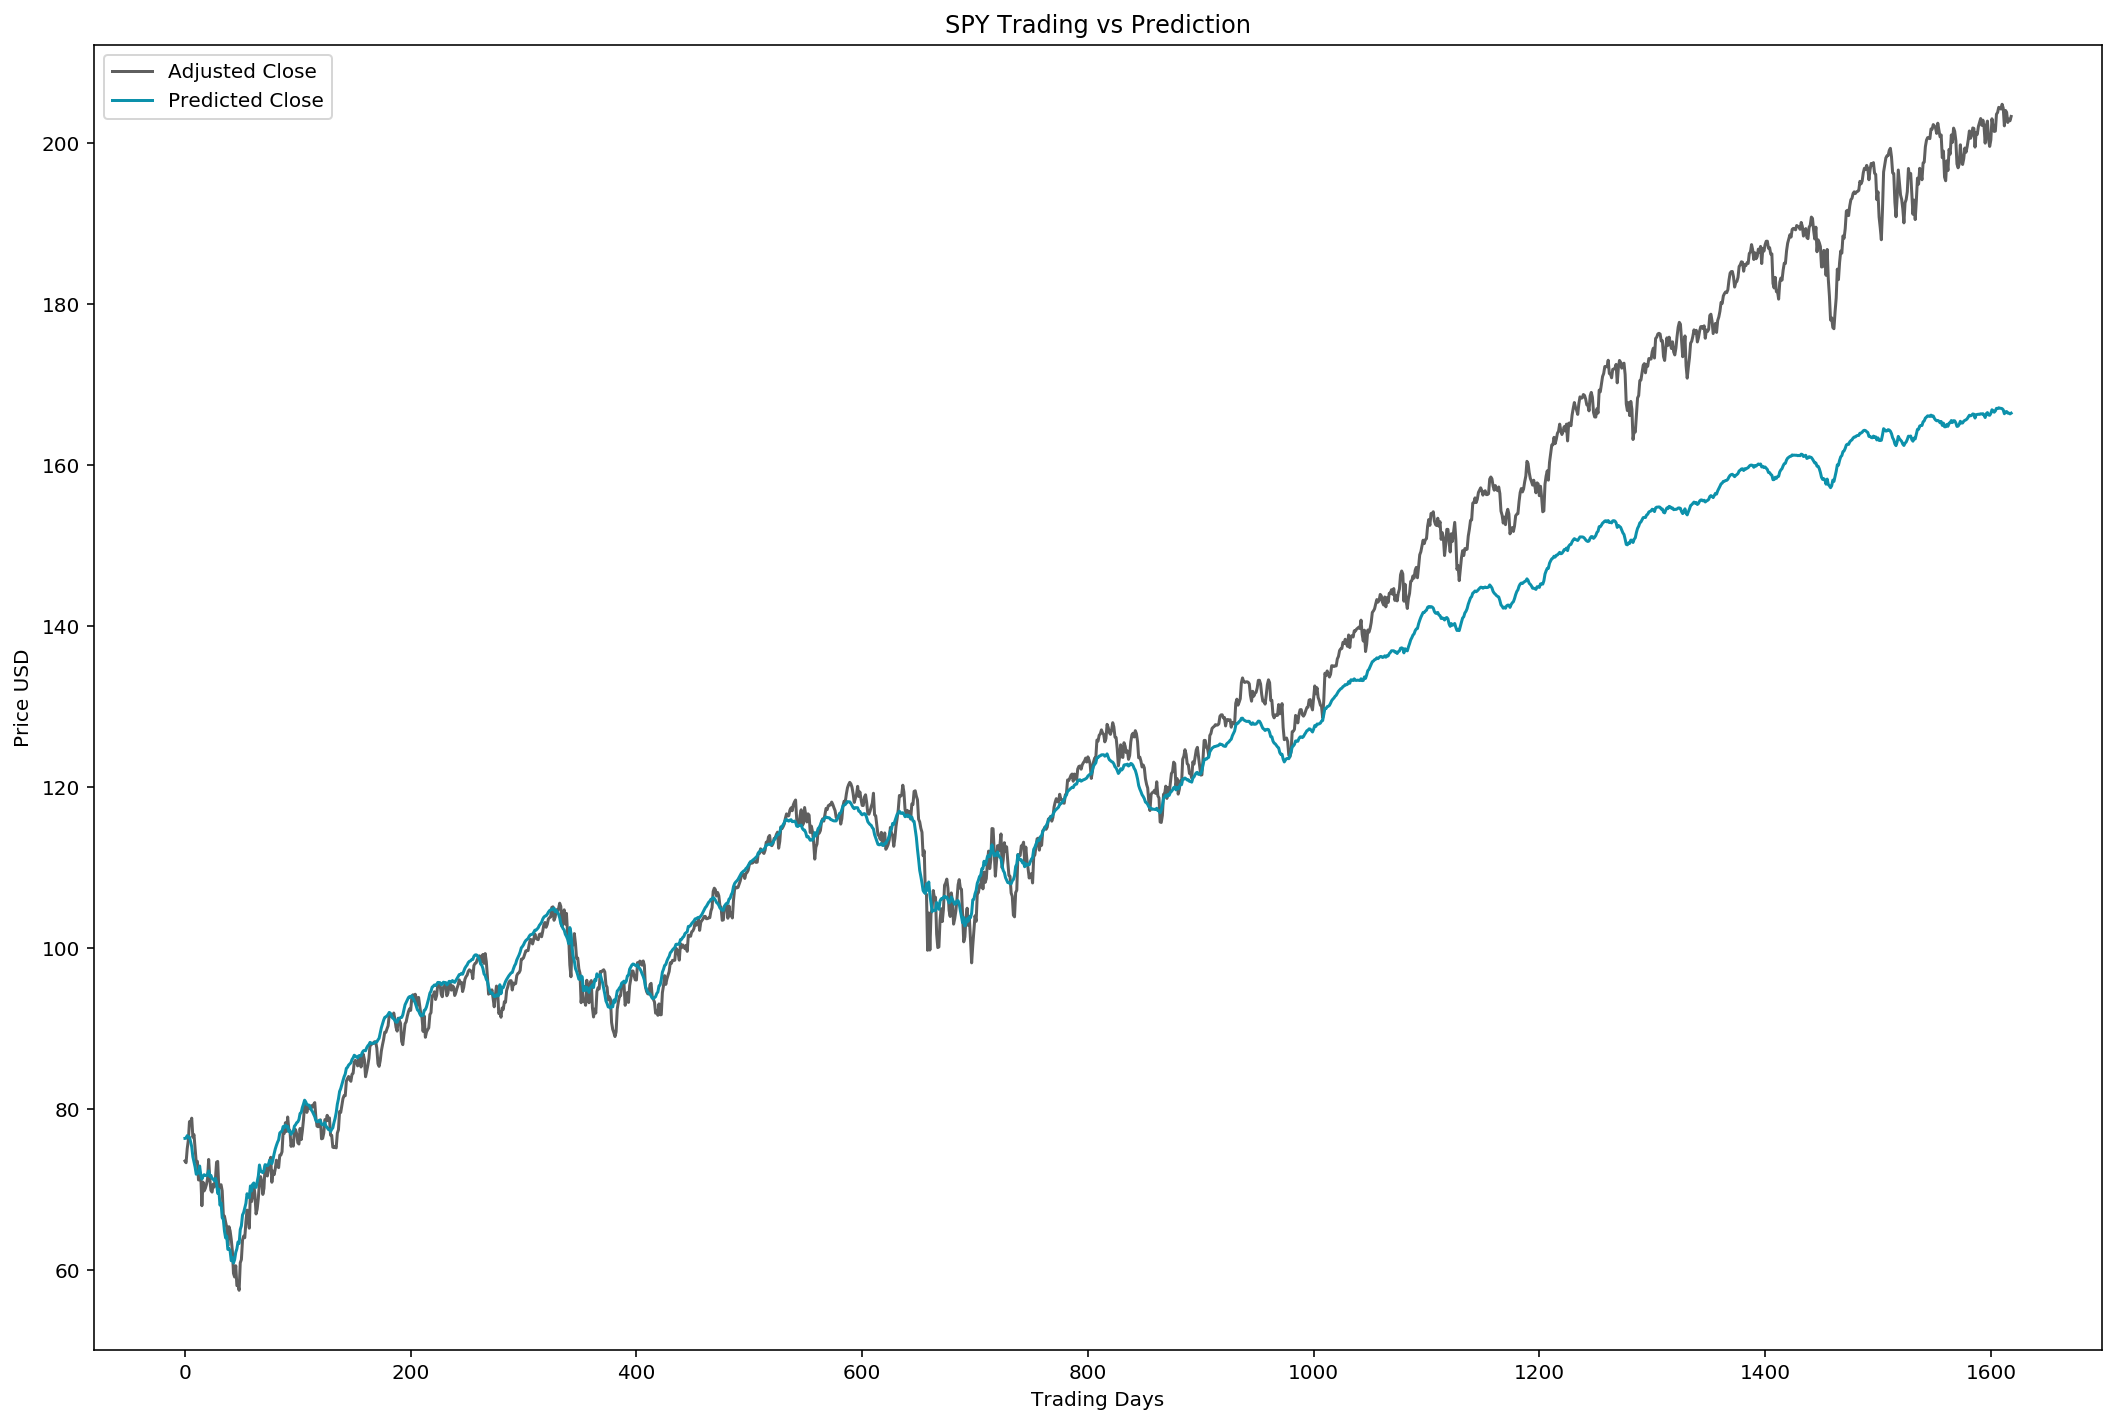 SPY Trading vs Prediction
Adjusted Close
Predicted Close
200
180
160
140
120
100
80
60
Price USD
0 200 400 600 800 1000 1200 1400 1600
Trading Days